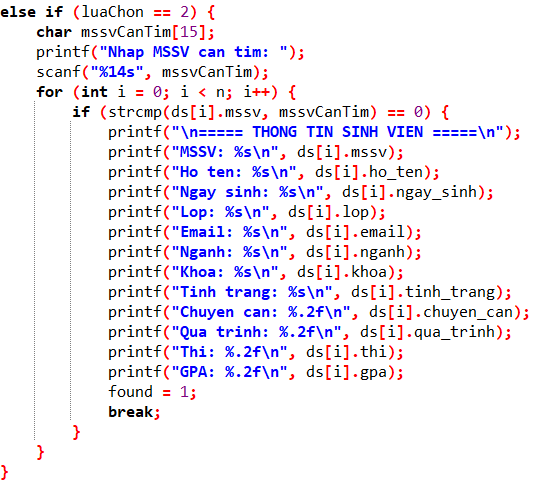 else if (luaChon == 2) {
    char mssvCanTim[15];
    printf("Nhap MSSV can tim: ");
    scanf("%14s", mssvCanTim);
    for (int i = 0; i < n; i++) {
        if (strcmp(ds[i].mssv, mssvCanTim) == 0) {
            printf("\n===== THONG TIN SINH VIEN =====\n");
            printf("MSSV: %s\n", ds[i].mssv);
            printf("Ho ten: %s\n", ds[i].ho_ten);
            printf("Ngay sinh: %s\n", ds[i].ngay_sinh);
            printf("Lop: %s\n", ds[i].lop);
            printf("Email: %s\n", ds[i].email);
            printf("Nganh: %s\n", ds[i].nganh);
            printf("Khoa: %s\n", ds[i].khoa);
            printf("Tinh trang: %s\n", ds[i].tinh_trang);
            printf("Chuyen can: %.2f\n", ds[i].chuyen_can);
            printf("Qua trinh: %.2f\n", ds[i].qua_trinh);
            printf("Thi: %.2f\n", ds[i].thi);
            printf("GPA: %.2f\n", ds[i].gpa);
            found = 1;
            break;
        }
    }
}